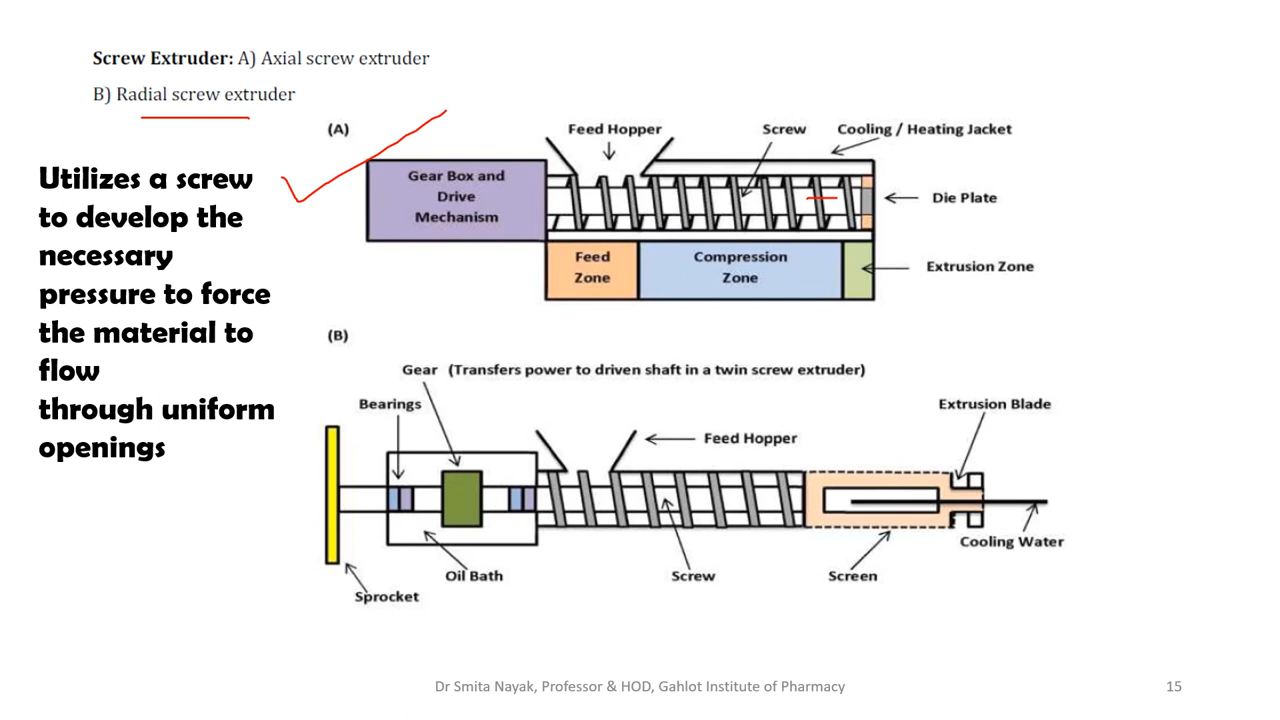 Screw Extruder: A) Axial screw extruder
B) Radial screw extruder
Utilizes a screw
to develop the
necessary
pressure to force
the material to
flow
through uniform
openings
(A)
Feed Hopper
Screw
Cooling / Heating Jacket
Gear Box and
Drive
Mechanism
Die Plate
Feed
Zone
Compression
Zone
Extrusion Zone
(B)
Gear (Transfers power to driven shaft in a twin screw extruder)
Bearings
Extrusion Blade
Feed Hopper
Cooling Water
Oil Bath
Screw
Screen
Sprocket
Dr Smita Nayak, Professor & HOD, Gahlot Institute of Pharmacy
15